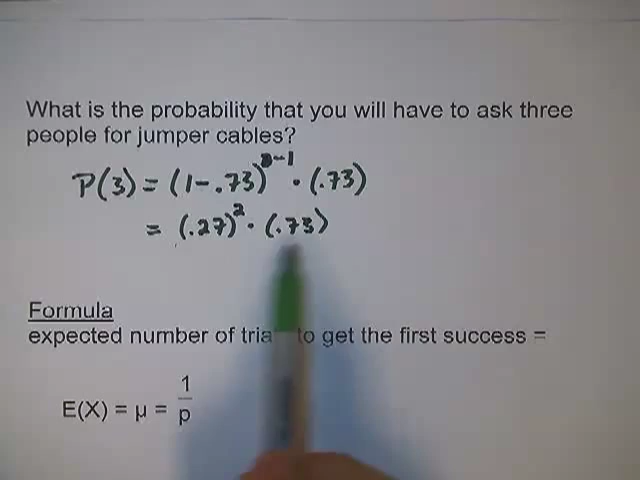 What is the probability that you will have to ask three
people for jumper cables?
P(3) = (1-.73)^3-1 · (.73)
= (.27)^2 · (.73)
Formula
expected number of to get the first success =
E(X) = μ = 1/p